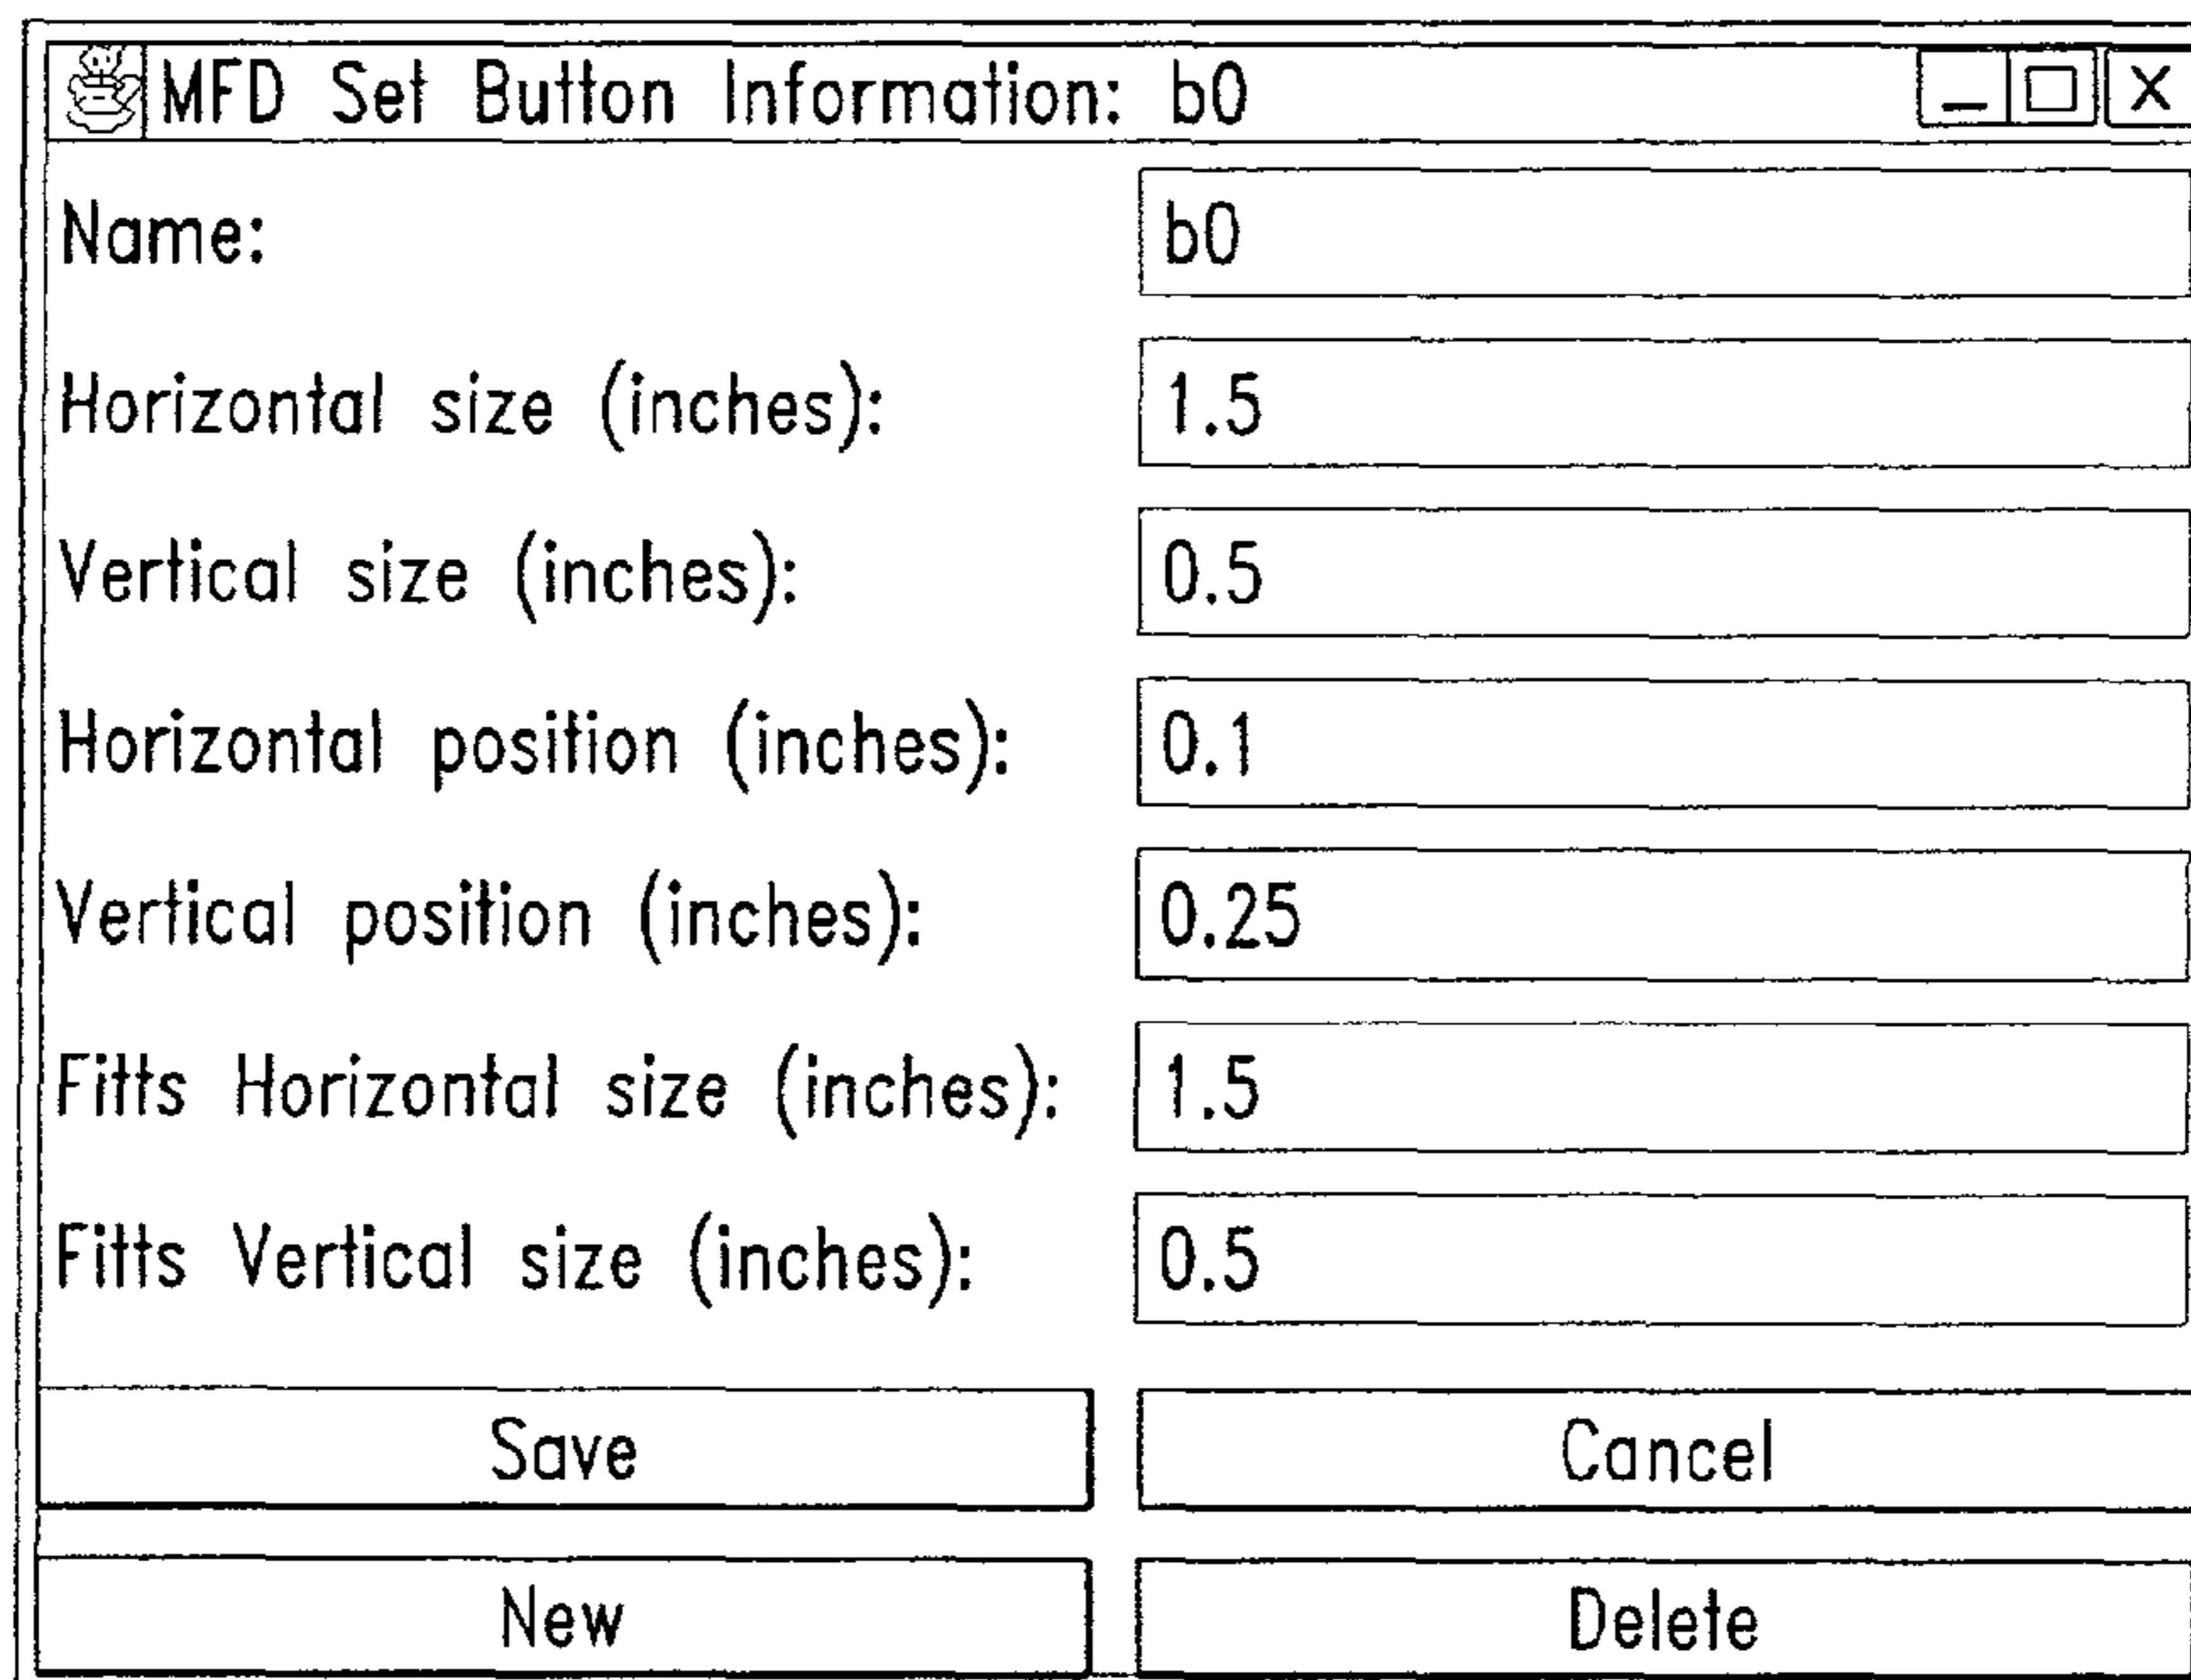 MFD Set Button Information: b0
Name: b0
Horizontal size (inches): 1.5
Vertical size (inches): 0.5
Horizontal position (inches): 0.1
Vertical position (inches): 0.25
Fitts Horizontal size (inches): 1.5
Fitts Vertical size (inches): 0.5
Save Cancel
New Delete